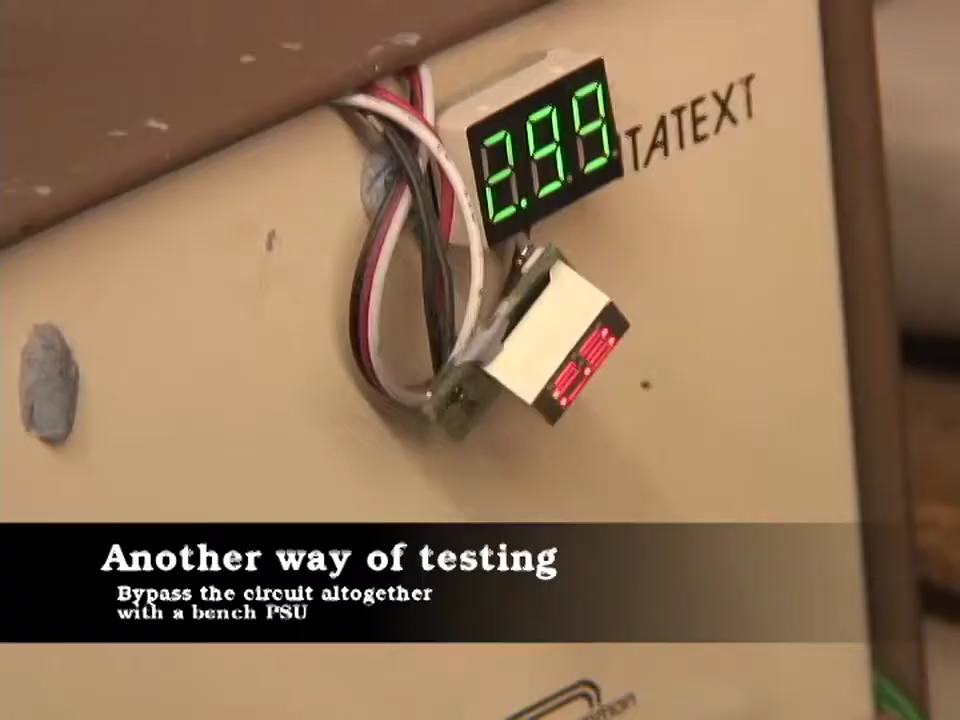 2.99
TATEXT
Another way of testing
Bypass the circuit altogether
with a bench PSU